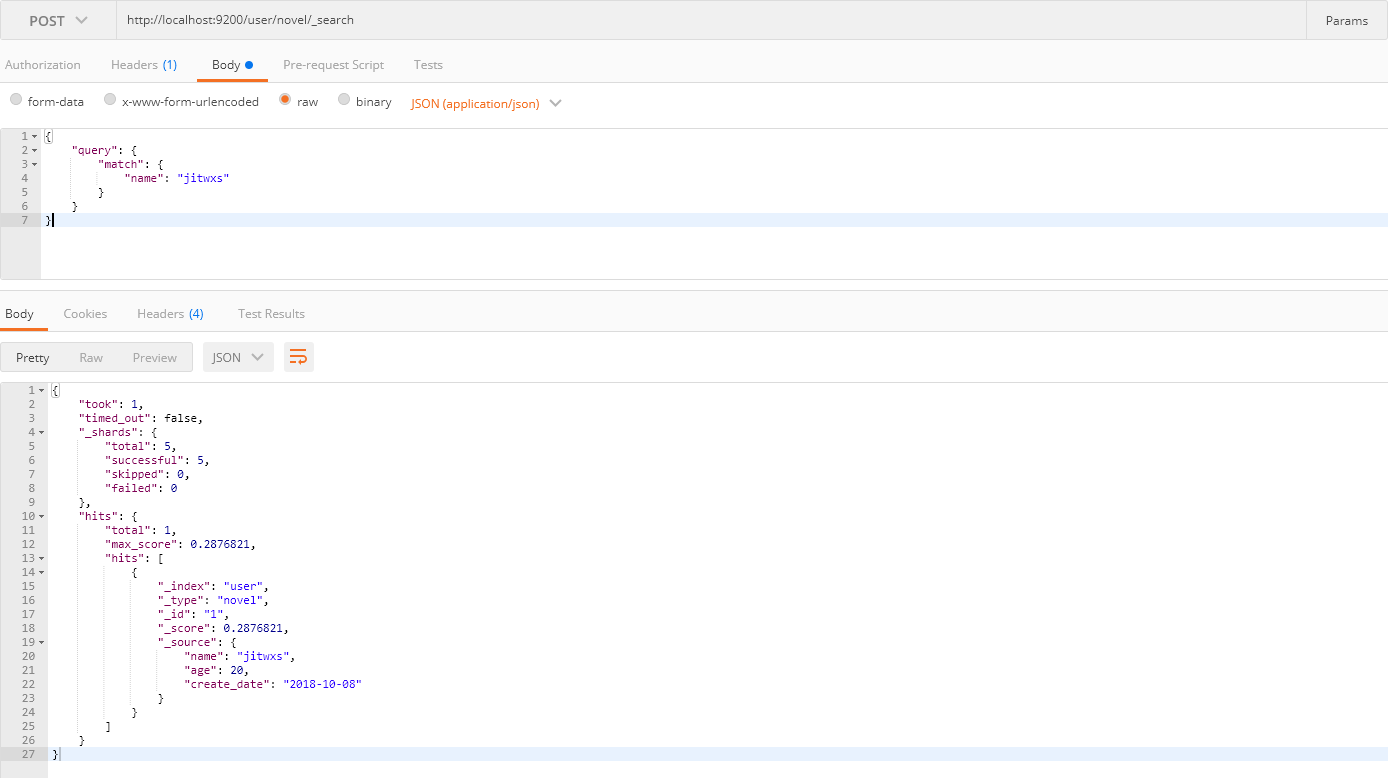 POST http://localhost:9200/user/novel/_search Params
Authorization Headers (1) Body Pre-request Script Tests
form-data x-www-form-urlencoded raw binary JSON (application/json)
1 {
2     "query": {
3         "match": {
4             "name": "jitwxs"
5         }
6     }
7 }
Body Cookies Headers (4) Test Results
Pretty Raw Preview JSON
1 {
2     "took": 1,
3     "timed_out": false,
4     "_shards": {
5         "total": 5,
6         "successful": 5,
7         "skipped": 0,
8         "failed": 0
9     },
10     "hits": {
11         "total": 1,
12         "max_score": 0.2876821,
13         "hits": [
14             {
15                 "_index": "user",
16                 "_type": "novel",
17                 "_id": "1",
18                 "_score": 0.2876821,
19                 "_source": {
20                     "name": "jitwxs",
21                     "age": 20,
22                     "create_date": "2018-10-08"
23                 }
24             }
25         ]
26     }
27 }